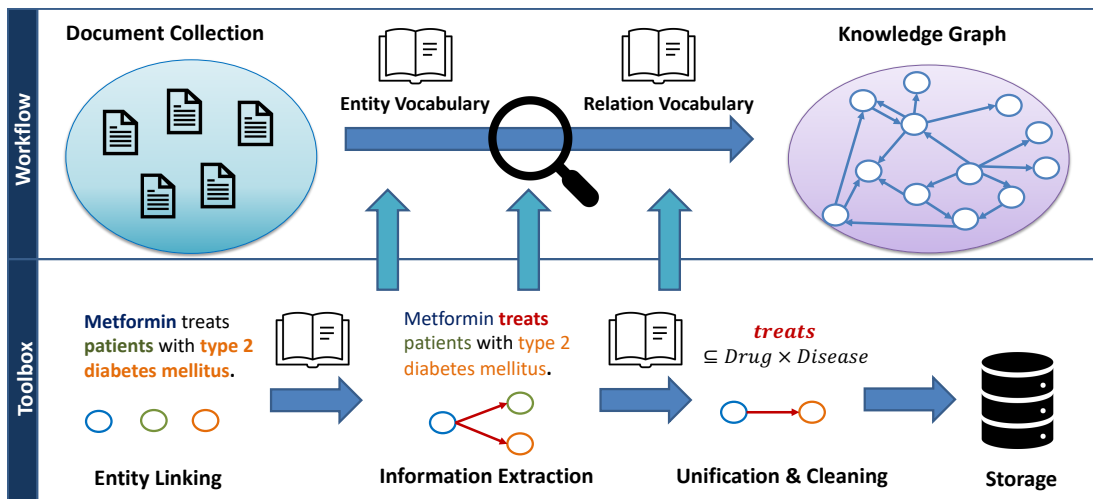 Workflow
Document Collection
Entity Vocabulary
Relation Vocabulary
Knowledge Graph
Toolbox
Metformin treats
patients with type 2
diabetes mellitus.
Entity Linking
Metformin treats
patients with type 2
diabetes mellitus.
Information Extraction
treats
⊆ Drug × Disease
Unification & Cleaning
Storage